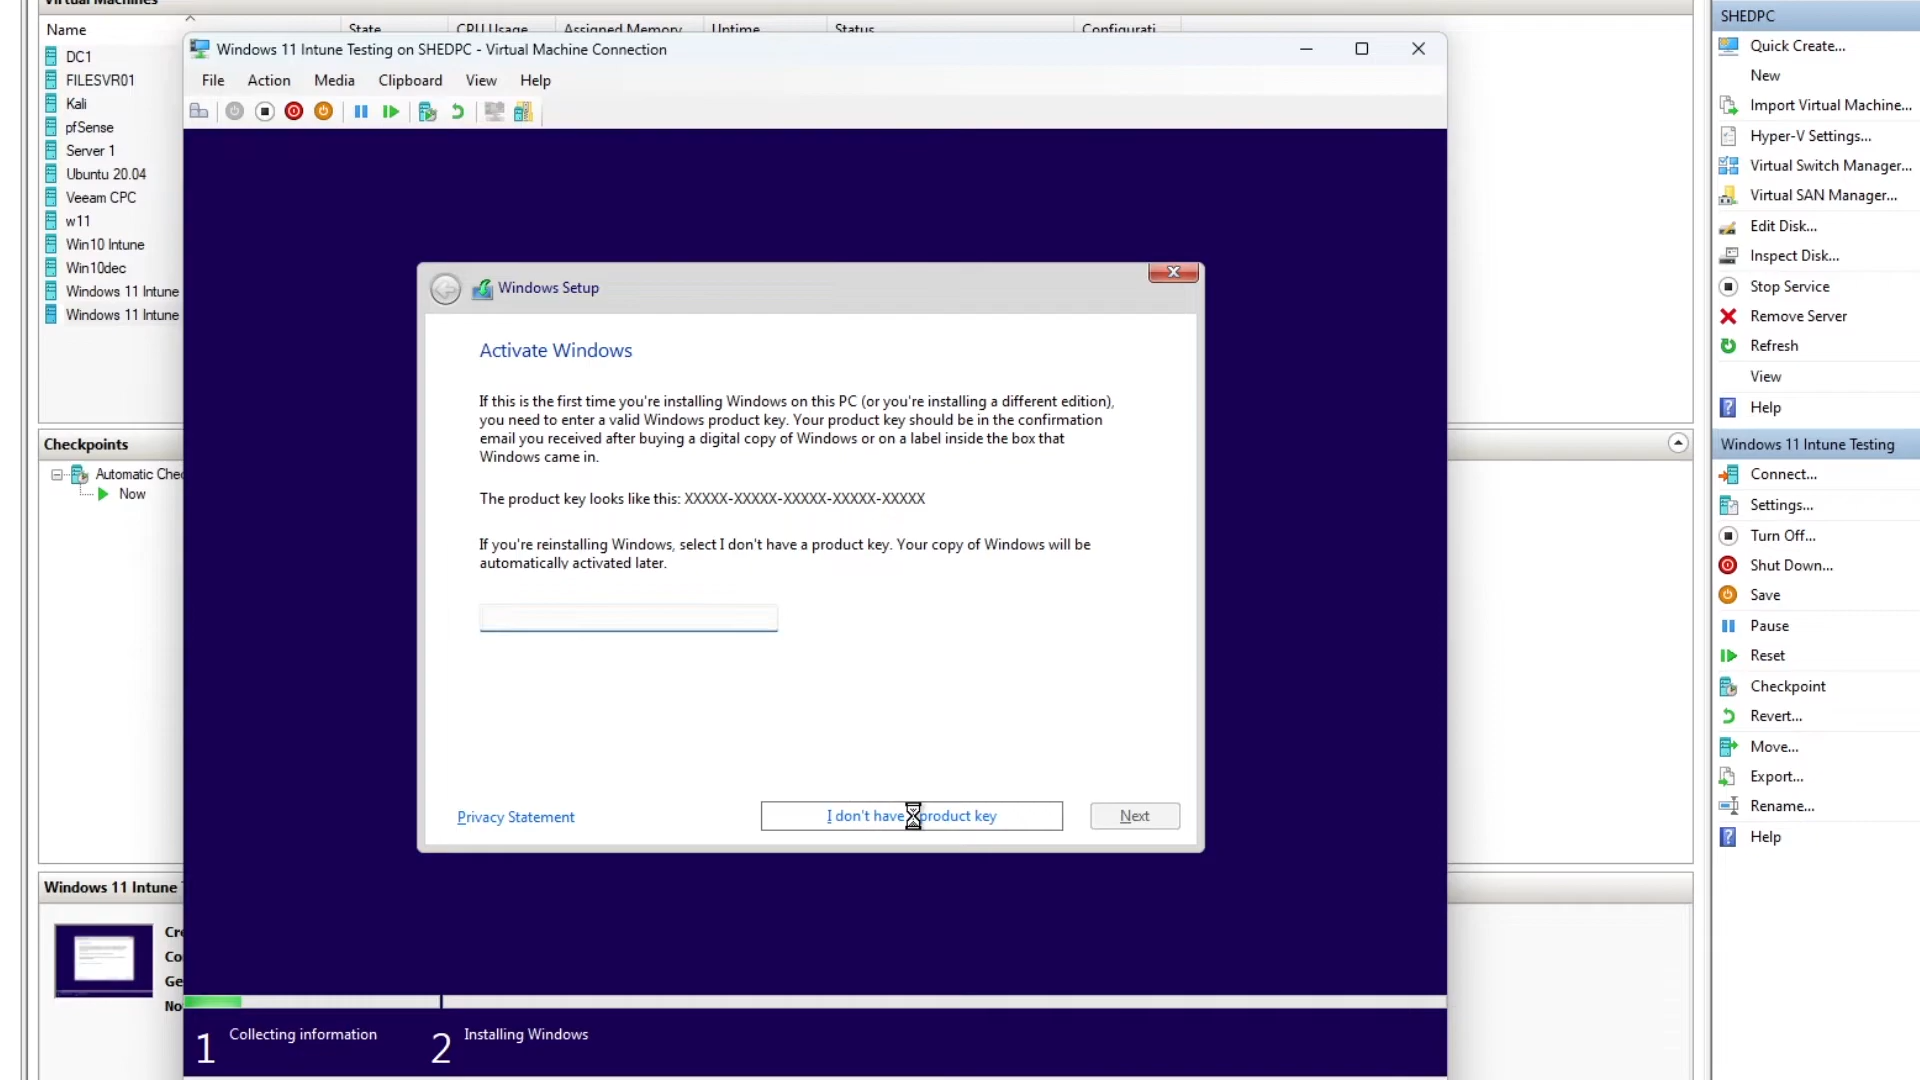 Virtual Machines
Name
State
CPU Usage
Assigned Memory
Uptime
Status
Configurati
DC1
FILESVR01
Kali
pfSense
Server 1
Ubuntu 20.04
Veeam CPC
w11
Win10 Intune
Win10dec
Windows 11 Intune
Windows 11 Intune
Windows 11 Intune Testing on SHEDPC - Virtual Machine Connection
File Action Media Clipboard View Help
Windows Setup
Activate Windows
If this is the first time you're installing Windows on this PC (or you're installing a different edition),
you need to enter a valid Windows product key. Your product key should be in the confirmation
email you received after buying a digital copy of Windows or on a label inside the box that
Windows came in.
The product key looks like this: XXXXX-XXXXX-XXXXX-XXXXX-XXXXX
If you're reinstalling Windows, select I don't have a product key. Your copy of Windows will be
automatically activated later.
Privacy Statement
I don't have product key
Next
1 Collecting information
2 Installing Windows
Checkpoints
Automatic Chec
Now
Windows 11 Intune
Cre
Co
Ge
No
SHEDPC
Quick Create...
New
Import Virtual Machine...
Hyper-V Settings...
Virtual Switch Manager...
Virtual SAN Manager...
Edit Disk...
Inspect Disk...
Stop Service
Remove Server
Refresh
View
Help
Windows 11 Intune Testing
Connect...
Settings...
Turn Off...
Shut Down...
Save
Pause
Reset
Checkpoint
Revert...
Move...
Export...
Rename...
Help